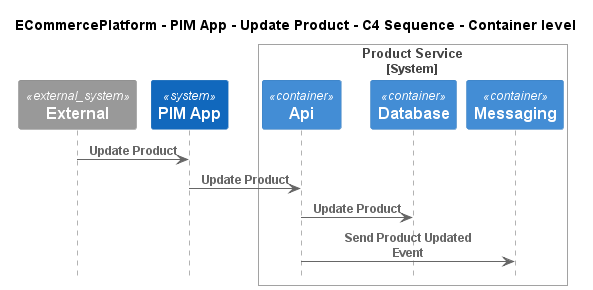 ECommercePlatform - PIM App - Update Product - C4 Sequence - Container level
Product Service
[System]
«external_system»
External
«system»
PIM App
«container»
Api
«container»
Database
«container»
Messaging
Update Product
Update Product
Update Product
Send Product Updated
Event